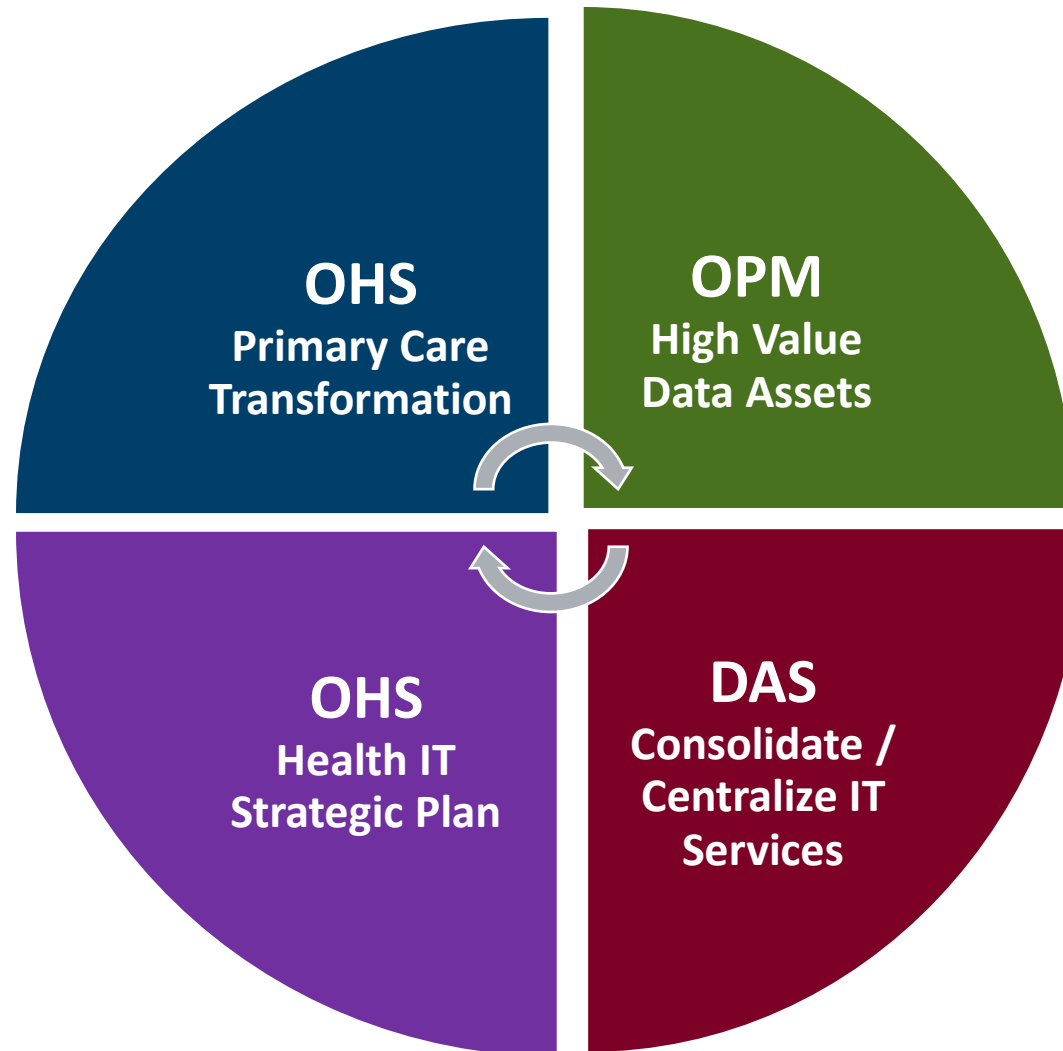 OHS
Primary Care
Transformation
OPM
High Value
Data Assets
OHS
Health IT
Strategic Plan
DAS
Consolidate /
Centralize IT
Services